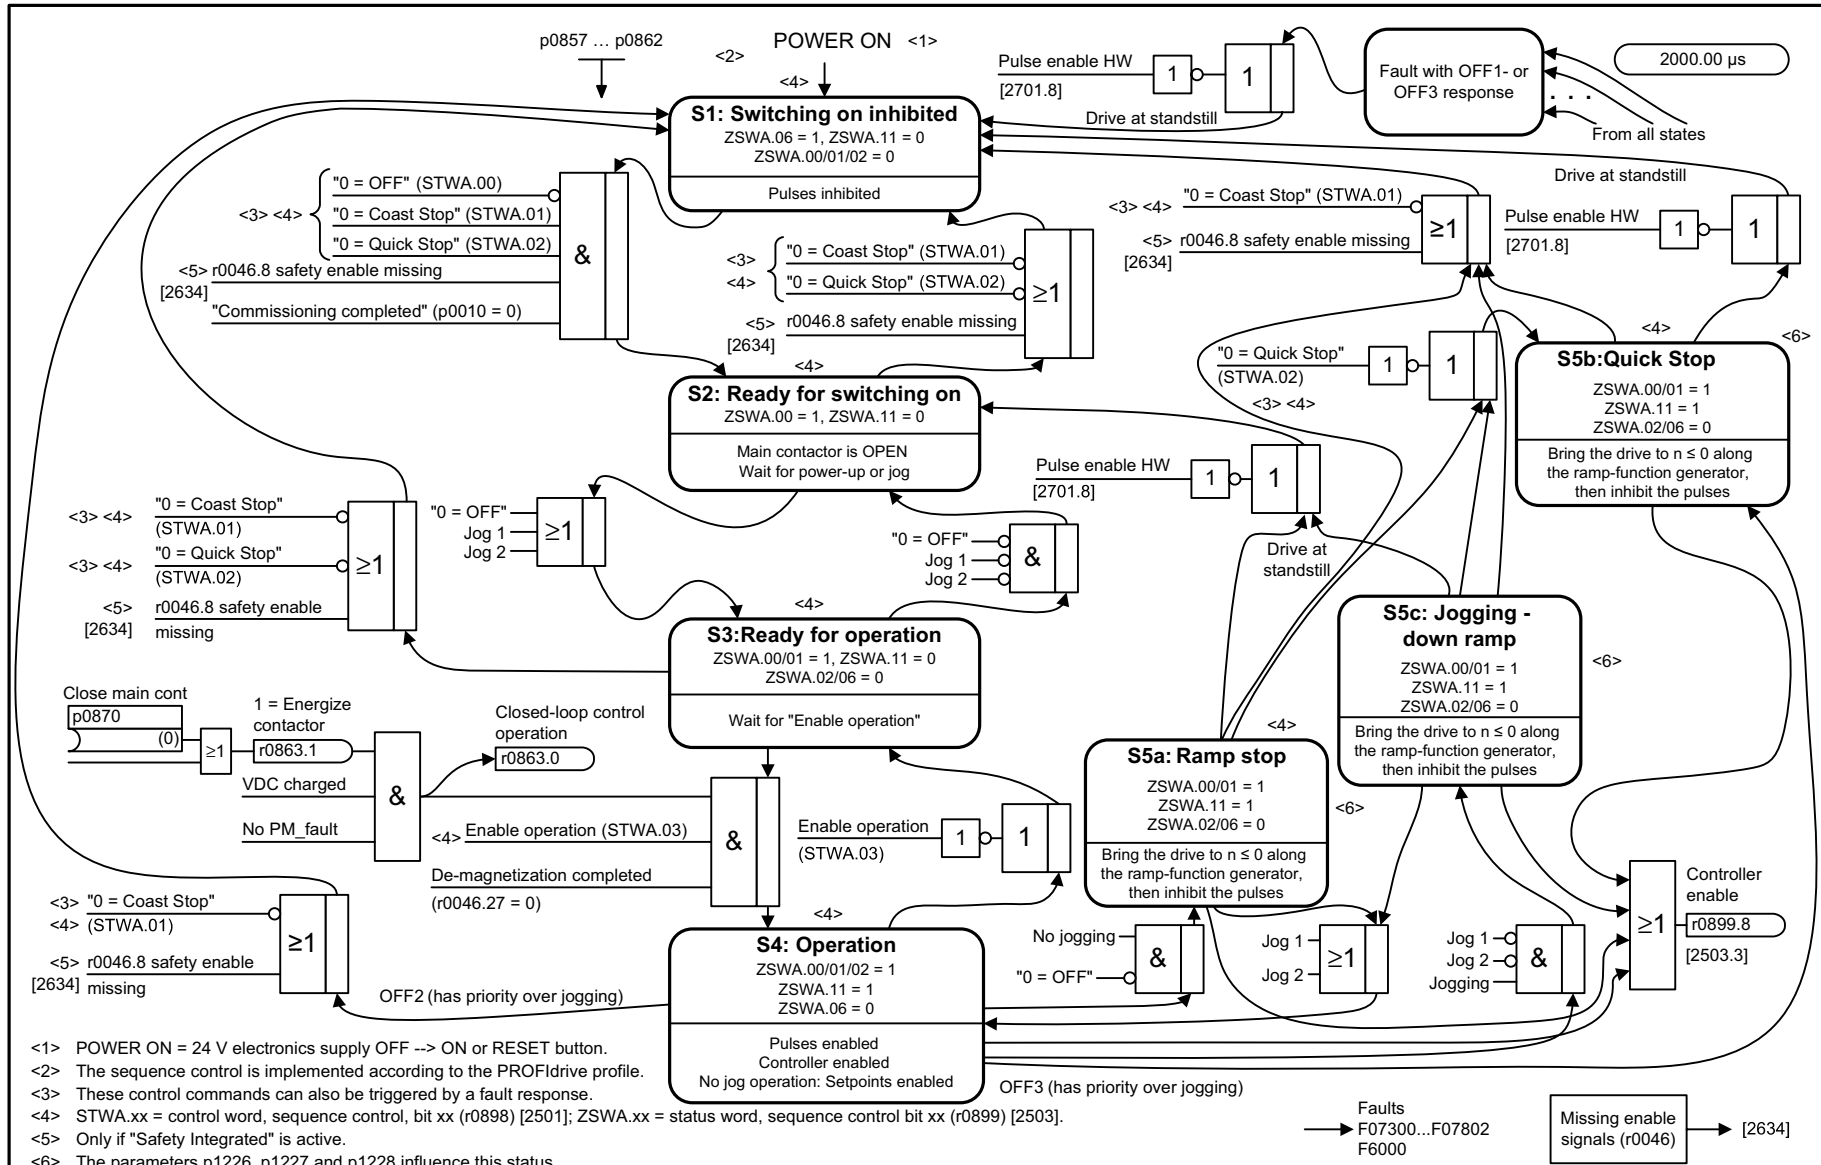 p0857 ... p0862
<2>
POWER ON <1>
<4>
S1: Switching on inhibited
ZSWA.06 = 1, ZSWA.11 = 0
ZSWA.00/01/02 = 0
Pulses inhibited
Pulse enable HW
[2701.8]
1
1
Drive at standstill
Fault with OFF1- or
OFF3 response
. . .
From all states
2000.00 µs
"0 = OFF" (STWA.00)
<3> <4>
"0 = Coast Stop" (STWA.01)
"0 = Quick Stop" (STWA.02)
<5> r0046.8 safety enable missing
[2634]
"Commissioning completed" (p0010 = 0)
&
<3>
<4>
"0 = Coast Stop" (STWA.01)
"0 = Quick Stop" (STWA.02)
<5> r0046.8 safety enable missing
[2634]
≥1
<3> <4>
"0 = Coast Stop" (STWA.01)
<5> r0046.8 safety enable missing
[2634]
≥1
Drive at standstill
Pulse enable HW
[2701.8]
1
1
<4>
S2: Ready for switching on
ZSWA.00 = 1, ZSWA.11 = 0
Main contactor is OPEN
Wait for power-up or jog
"0 = Quick Stop"
(STWA.02)
1
1
<3> <4>
<4>
<6>
S5b:Quick Stop
ZSWA.00/01 = 1
ZSWA.11 = 1
ZSWA.02/06 = 0
Bring the drive to n ≤ 0 along
the ramp-function generator,
then inhibit the pulses
Pulse enable HW
[2701.8]
1
1
Drive at
standstill
<3> <4>
"0 = Coast Stop"
(STWA.01)
<3> <4>
"0 = Quick Stop"
(STWA.02)
<5>
[2634]
r0046.8 safety enable
missing
≥1
"0 = OFF"
Jog 1
Jog 2
≥1
"0 = OFF"
Jog 1
Jog 2
&
<4>
S3:Ready for operation
ZSWA.00/01 = 1, ZSWA.11 = 0
ZSWA.02/06 = 0
Wait for "Enable operation"
S5c: Jogging -
down ramp
ZSWA.00/01 = 1
ZSWA.11 = 1
ZSWA.02/06 = 0
Bring the drive to n ≤ 0 along
the ramp-function generator,
then inhibit the pulses
<6>
Close main cont
p0870
(0)
≥1
1 = Energize
contactor
r0863.1
VDC charged
No PM_fault
&
Closed-loop control
operation
r0863.0
<4> Enable operation (STWA.03)
De-magnetization completed
(r0046.27 = 0)
&
Enable operation
(STWA.03)
1
1
<4>
S5a: Ramp stop
ZSWA.00/01 = 1
ZSWA.11 = 1
ZSWA.02/06 = 0
Bring the drive to n ≤ 0 along
the ramp-function generator,
then inhibit the pulses
<6>
<3> "0 = Coast Stop"
<4> (STWA.01)
<5> r0046.8 safety enable
[2634] missing
≥1
OFF2 (has priority over jogging)
<4>
S4: Operation
ZSWA.00/01/02 = 1
ZSWA.11 = 1
ZSWA.06 = 0
Pulses enabled
Controller enabled
No jog operation: Setpoints enabled
No jogging
"0 = OFF"
&
Jog 1
Jog 2
≥1
Jog 1
Jog 2
Jogging
&
≥1
Controller
enable
r0899.8
[2503.3]
OFF3 (has priority over jogging)
<1> POWER ON = 24 V electronics supply OFF --> ON or RESET button.
<2> The sequence control is implemented according to the PROFIdrive profile.
<3> These control commands can also be triggered by a fault response.
<4> STWA.xx = control word, sequence control, bit xx (r0898) [2501]; ZSWA.xx = status word, sequence control bit xx (r0899) [2503].
<5> Only if "Safety Integrated" is active.
<6> The parameters p1226, p1227 and p1228 influence this status.
Faults
F07300...F07802
F6000
Missing enable
signals (r0046)
[2634]